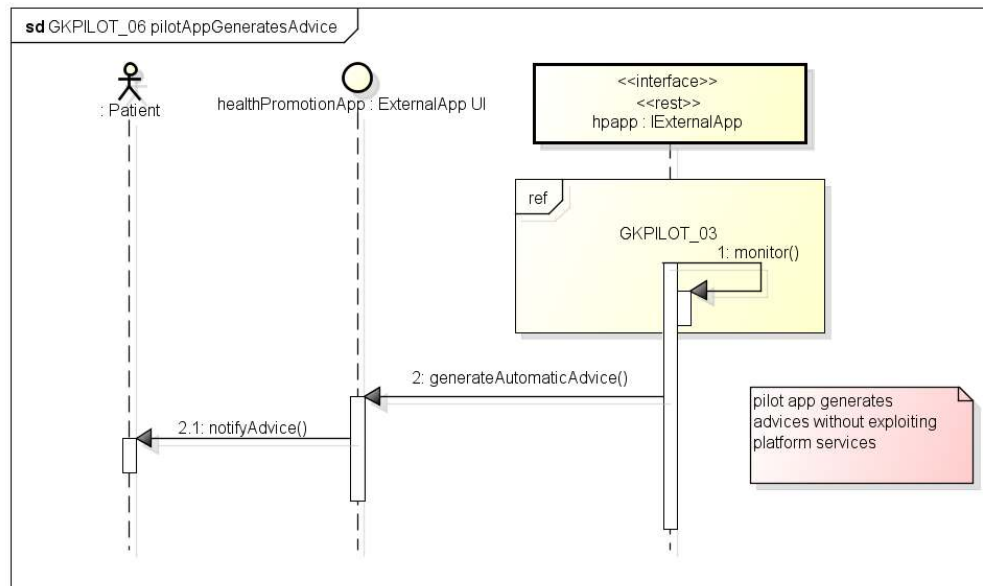 sd GKPILOT_06 pilotAppGeneratesAdvice
: Patient
healthPromotionApp : ExternalApp UI
<<interface>>
<<rest>>
hpapp : IExternalApp
ref
GKPILOT_03
1: monitor()
2: generateAutomaticAdvice()
2.1: notifyAdvice()
pilot app generates
advices without exploiting
platform services